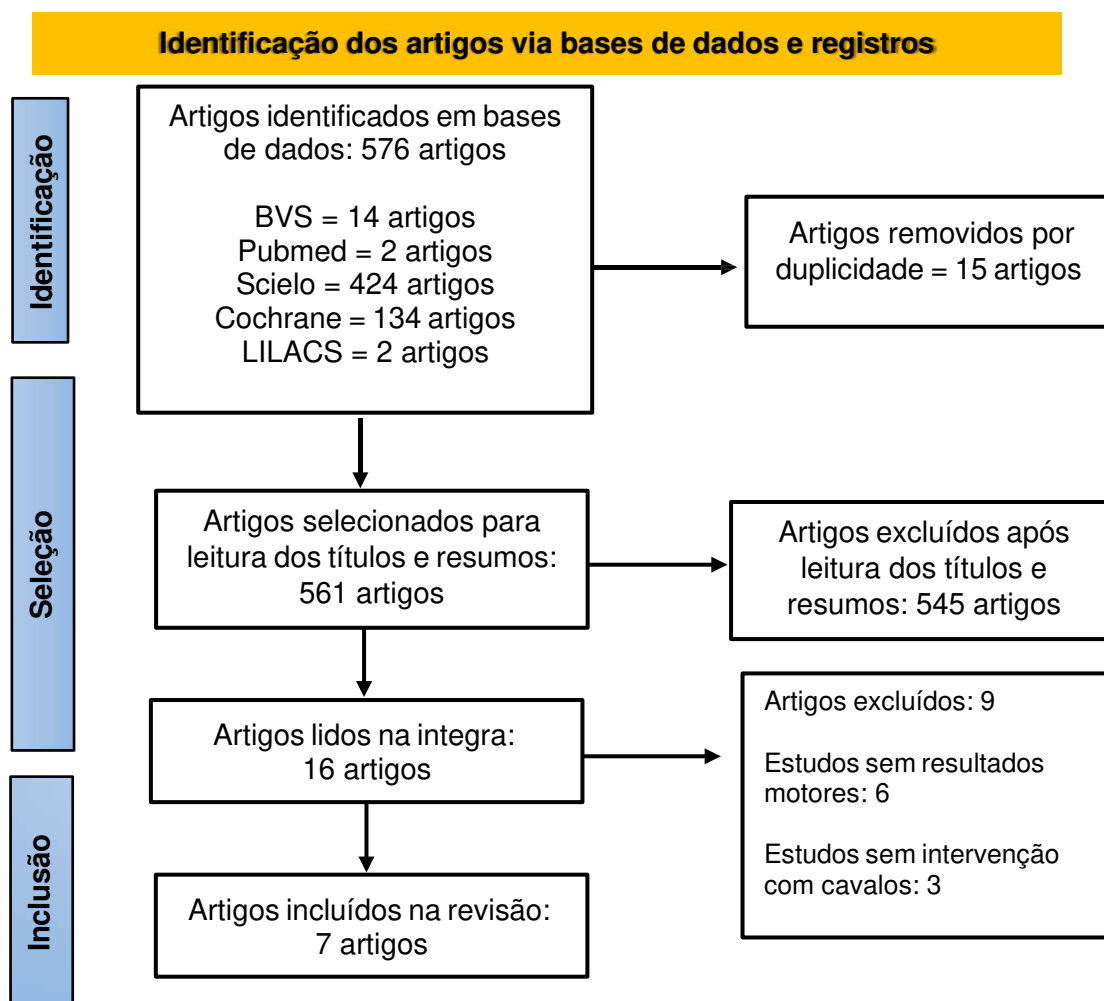 Identificação dos artigos via bases de dados e registros
Identificação
Artigos identificados em bases
de dados: 576 artigos
BVS = 14 artigos
Pubmed = 2 artigos
Scielo = 424 artigos
Cochrane = 134 artigos
LILACS = 2 artigos
Artigos removidos por
duplicidade = 15 artigos
Seleção
Artigos selecionados para
leitura dos títulos e resumos:
561 artigos
Artigos excluídos após
leitura dos títulos e
resumos: 545 artigos
Artigos lidos na integra:
16 artigos
Artigos excluídos: 9
Estudos sem resultados
motores: 6
Estudos sem intervenção
com cavalos: 3
Inclusão
Artigos incluídos na revisão:
7 artigos